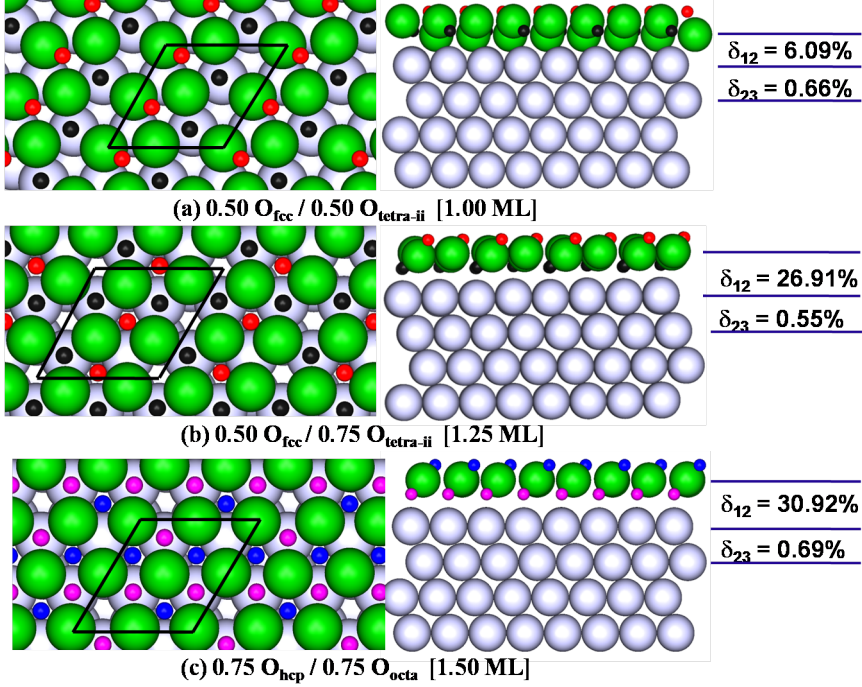 δ12 = 6.09%
δ23 = 0.66%
(a) 0.50 Ofcc / 0.50 Otetra-ii [1.00 ML]
δ12 = 26.91%
δ23 = 0.55%
(b) 0.50 Ofcc / 0.75 Otetra-ii [1.25 ML]
δ12 = 30.92%
δ23 = 0.69%
(c) 0.75 Ohcp / 0.75 Oocta [1.50 ML]